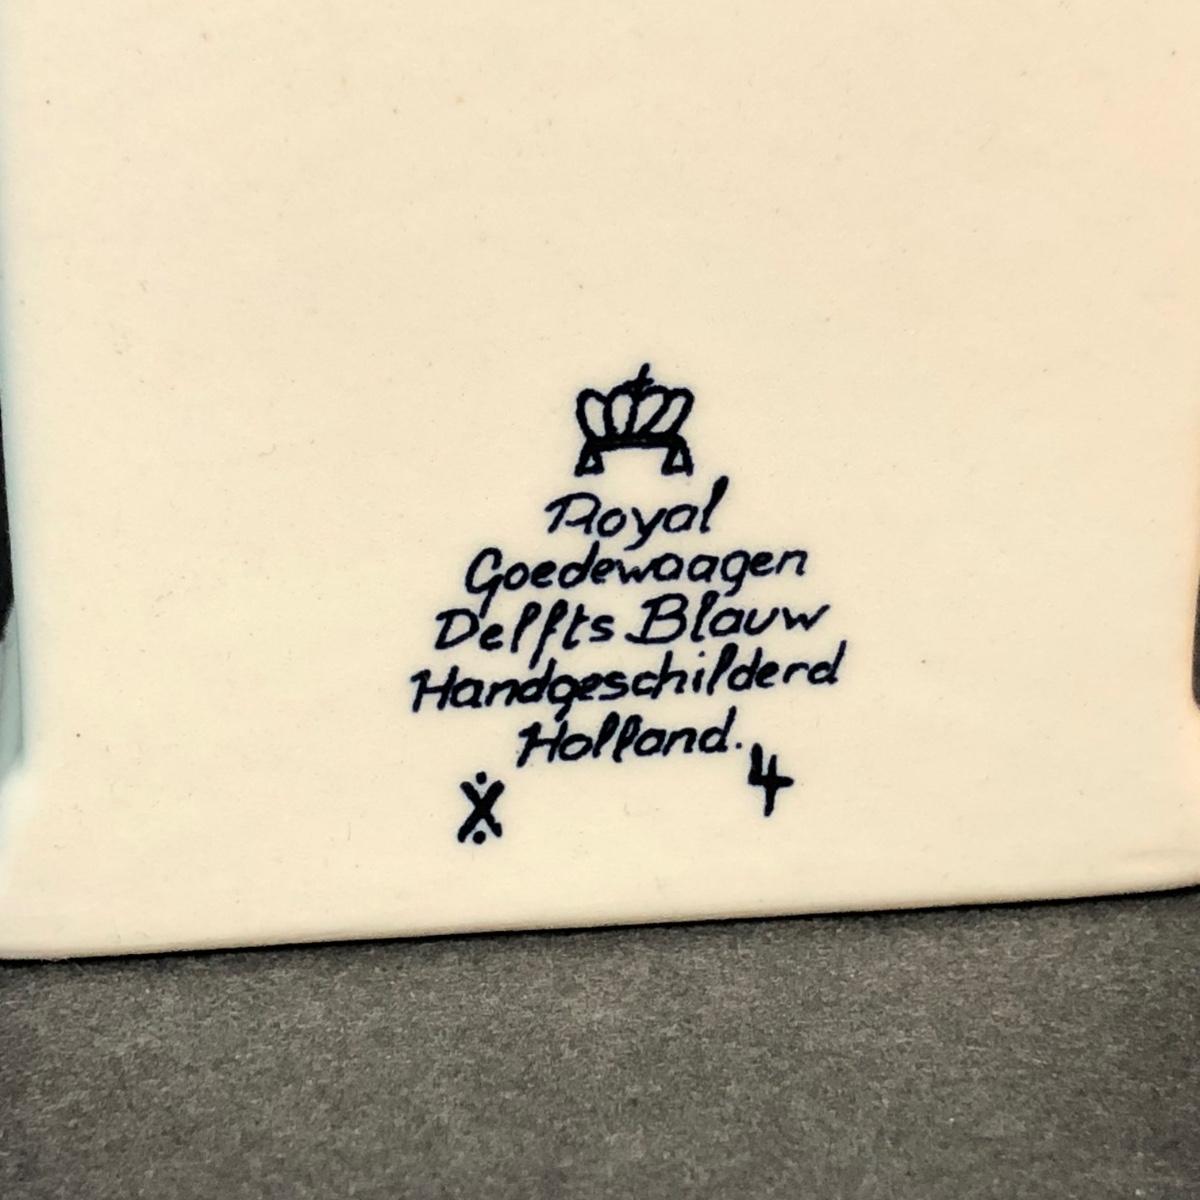 Royal
Goedewaagen
Delfts Blauw
Handgeschilderd
Holland.
X 4